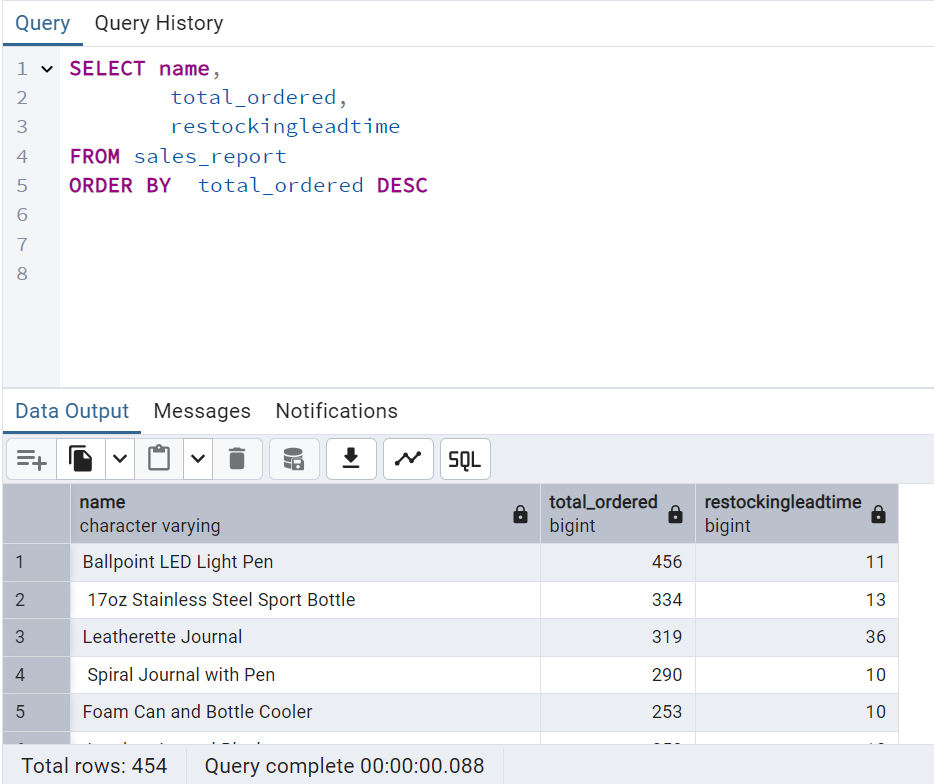 Query Query History
1 SELECT name,
2 total_ordered,
3 restockingleadtime
4 FROM sales_report
5 ORDER BY  total_ordered DESC
6
7
8
Data Output Messages Notifications
SQL
name total_ordered restockingleadtime
character varying bigint bigint
1 Ballpoint LED Light Pen 456 11
2 17oz Stainless Steel Sport Bottle 334 13
3 Leatherette Journal 319 36
4 Spiral Journal with Pen 290 10
5 Foam Can and Bottle Cooler 253 10
Total rows: 454 Query complete 00:00:00.088